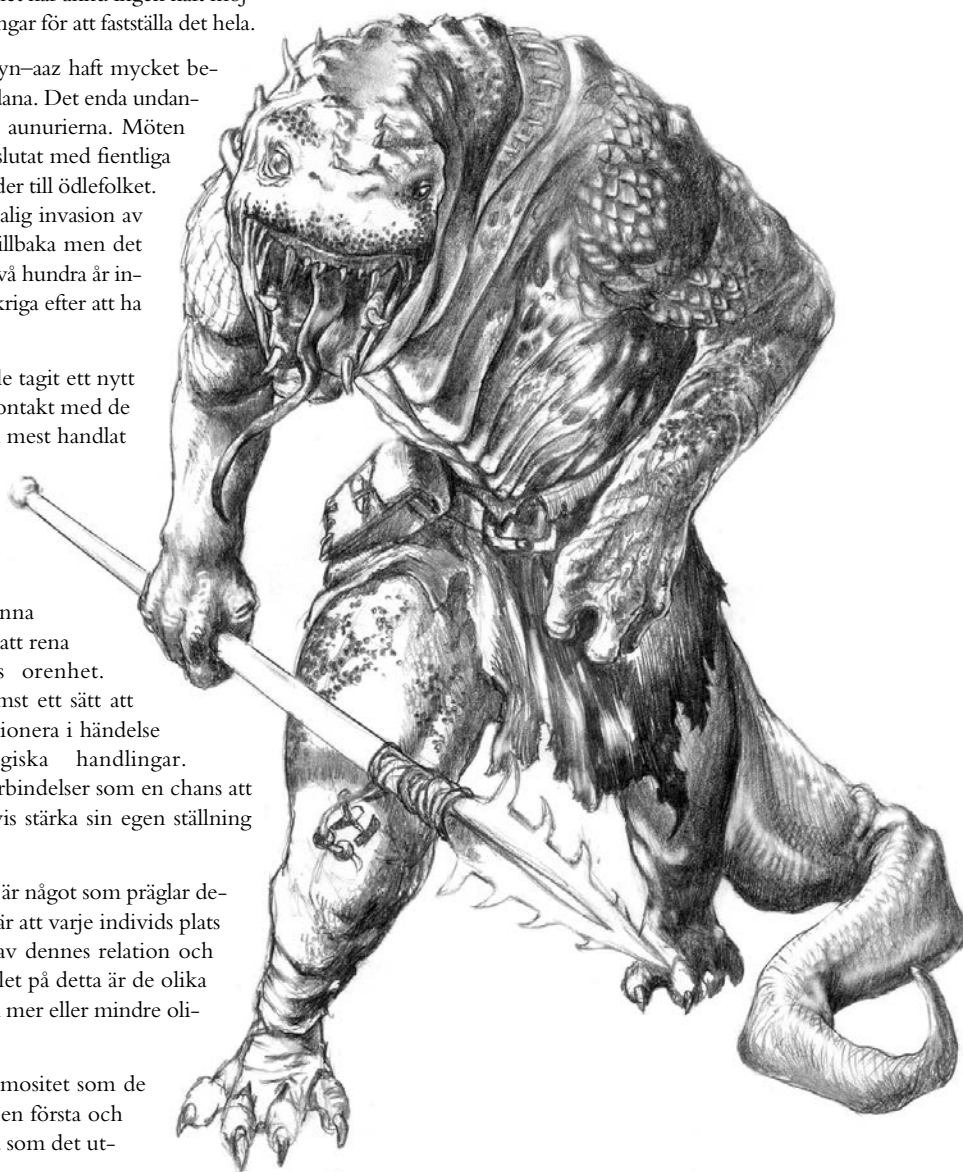 ngar för att fastställa det hela.
yn–aaz haft mycket be-
lana. Det enda undan-
aunurierna. Möten
slutat med fientliga
der till ödlefolket.
alig invasion av
illbaka men det
vå hundra år in-
kriga efter att ha
le tagit ett nytt
ontakt med de
mest handlat
nna
att rena
s orenhet.
mst ett sätt att
ionera i händelse
giska handlingar.
rbindelser som en chans att
vis stärka sin egen ställning
är något som präglar de-
är att varje individs plats
av dennes relation och
let på detta är de olika
mer eller mindre oli-
mositet som de
en första och
som det ut-